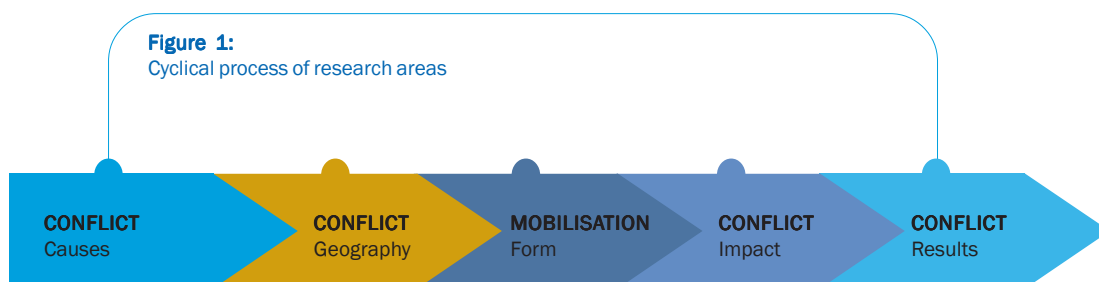 Figure 1:
Cyclical process of research areas
CONFLICT
Causes
CONFLICT
Geography
MOBILISATION
Form
CONFLICT
Impact
CONFLICT
Results